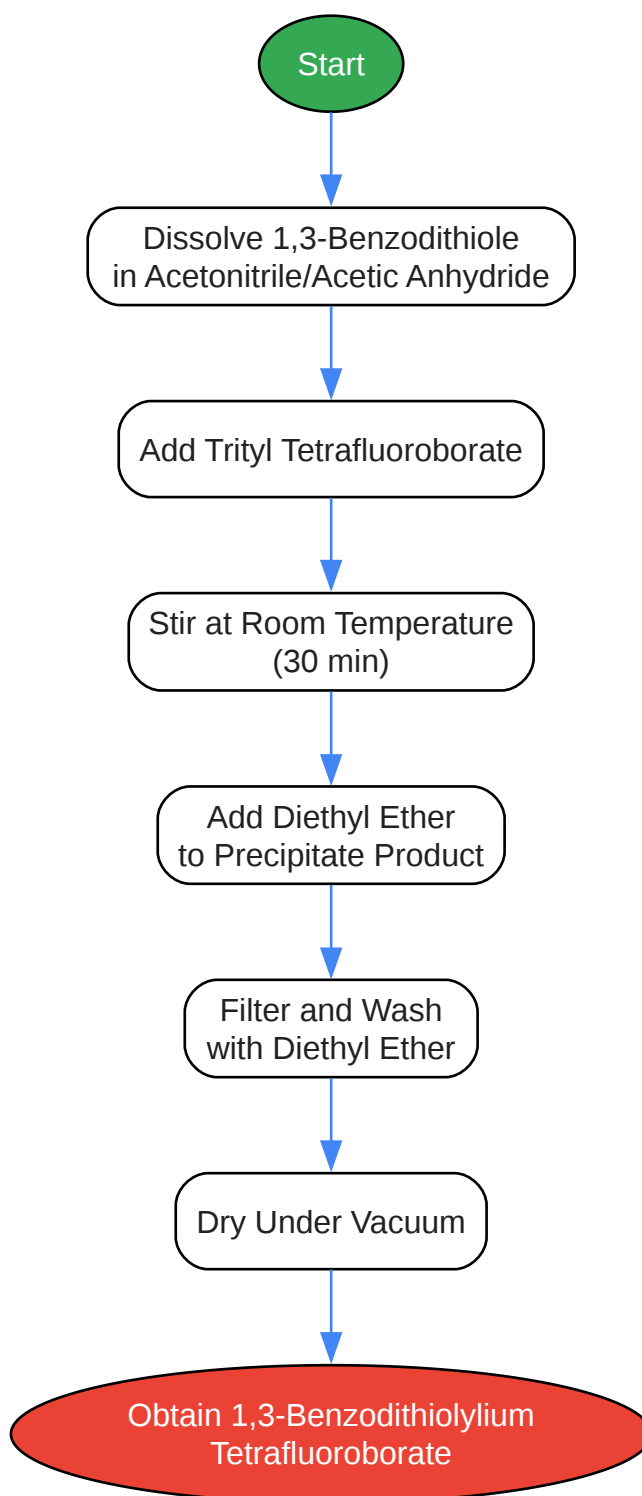 Start
Dissolve 1,3-Benzodithiole
in Acetonitrile/Acetic Anhydride
Add Trityl Tetrafluoroborate
Stir at Room Temperature
(30 min)
Add Diethyl Ether
to Precipitate Product
Filter and Wash
with Diethyl Ether
Dry Under Vacuum
Obtain 1,3-Benzodithiolylium
Tetrafluoroborate